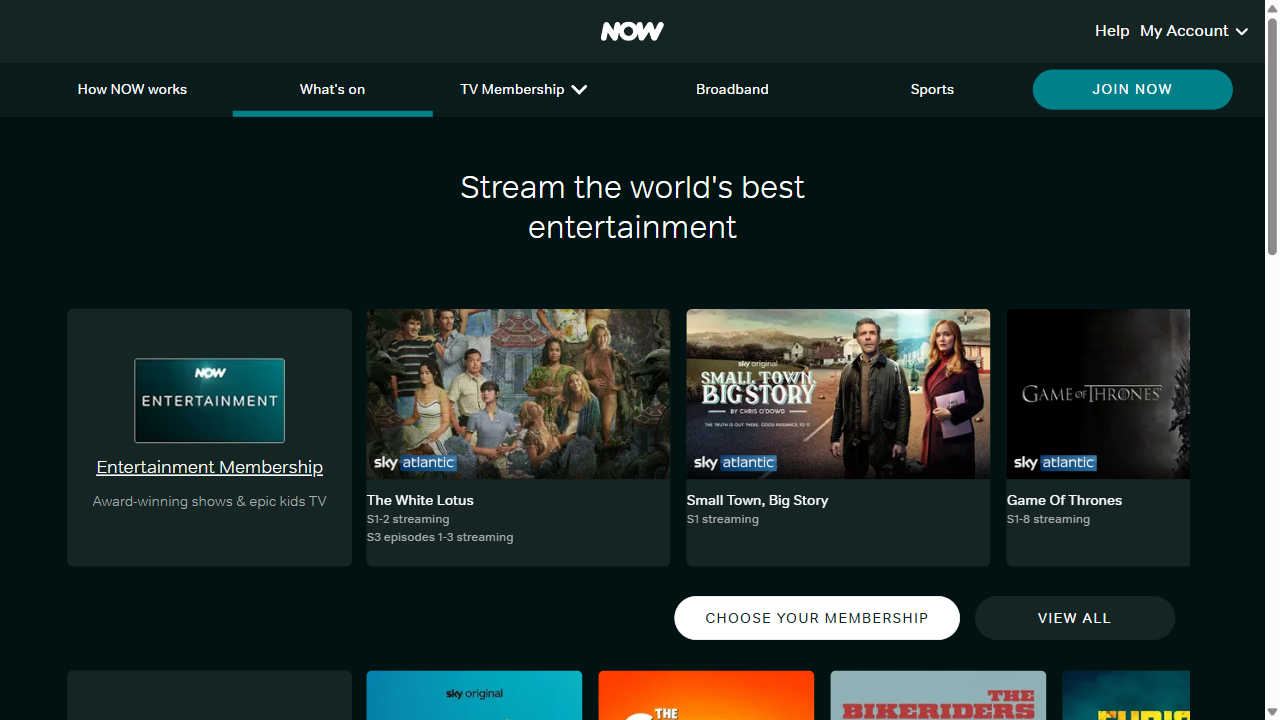 NOW
Help
My Account
How NOW works
What's on
TV Membership
Broadband
Sports
JOIN NOW
Stream the world's best
entertainment
NOW
ENTERTAINMENT
Entertainment Membership
Award-winning shows & epic kids TV
sky atlantic
The White Lotus
S1-2 streaming
S3 episodes 1-3 streaming
sky original
SMALL TOWN,
BIG STORY
BY CHRIS O'DOWD
THE TRUTH IS OUT THERE. GOOD RIDDANCE TO IT.
sky atlantic
Small Town, Big Story
S1 streaming
GAME OF THRONES
sky atlantic
Game Of Thrones
S1-8 streaming
CHOOSE YOUR MEMBERSHIP
VIEW ALL
sky original
THE
THE
BIKERIDERS